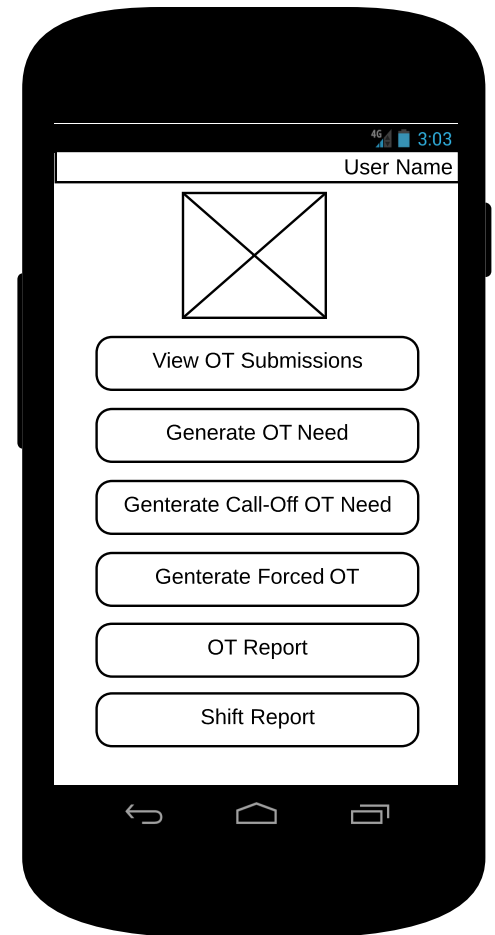 4G 3:03
User Name
View OT Submissions
Generate OT Need
Genterate Call-Off OT Need
Genterate Forced OT
OT Report
Shift Report